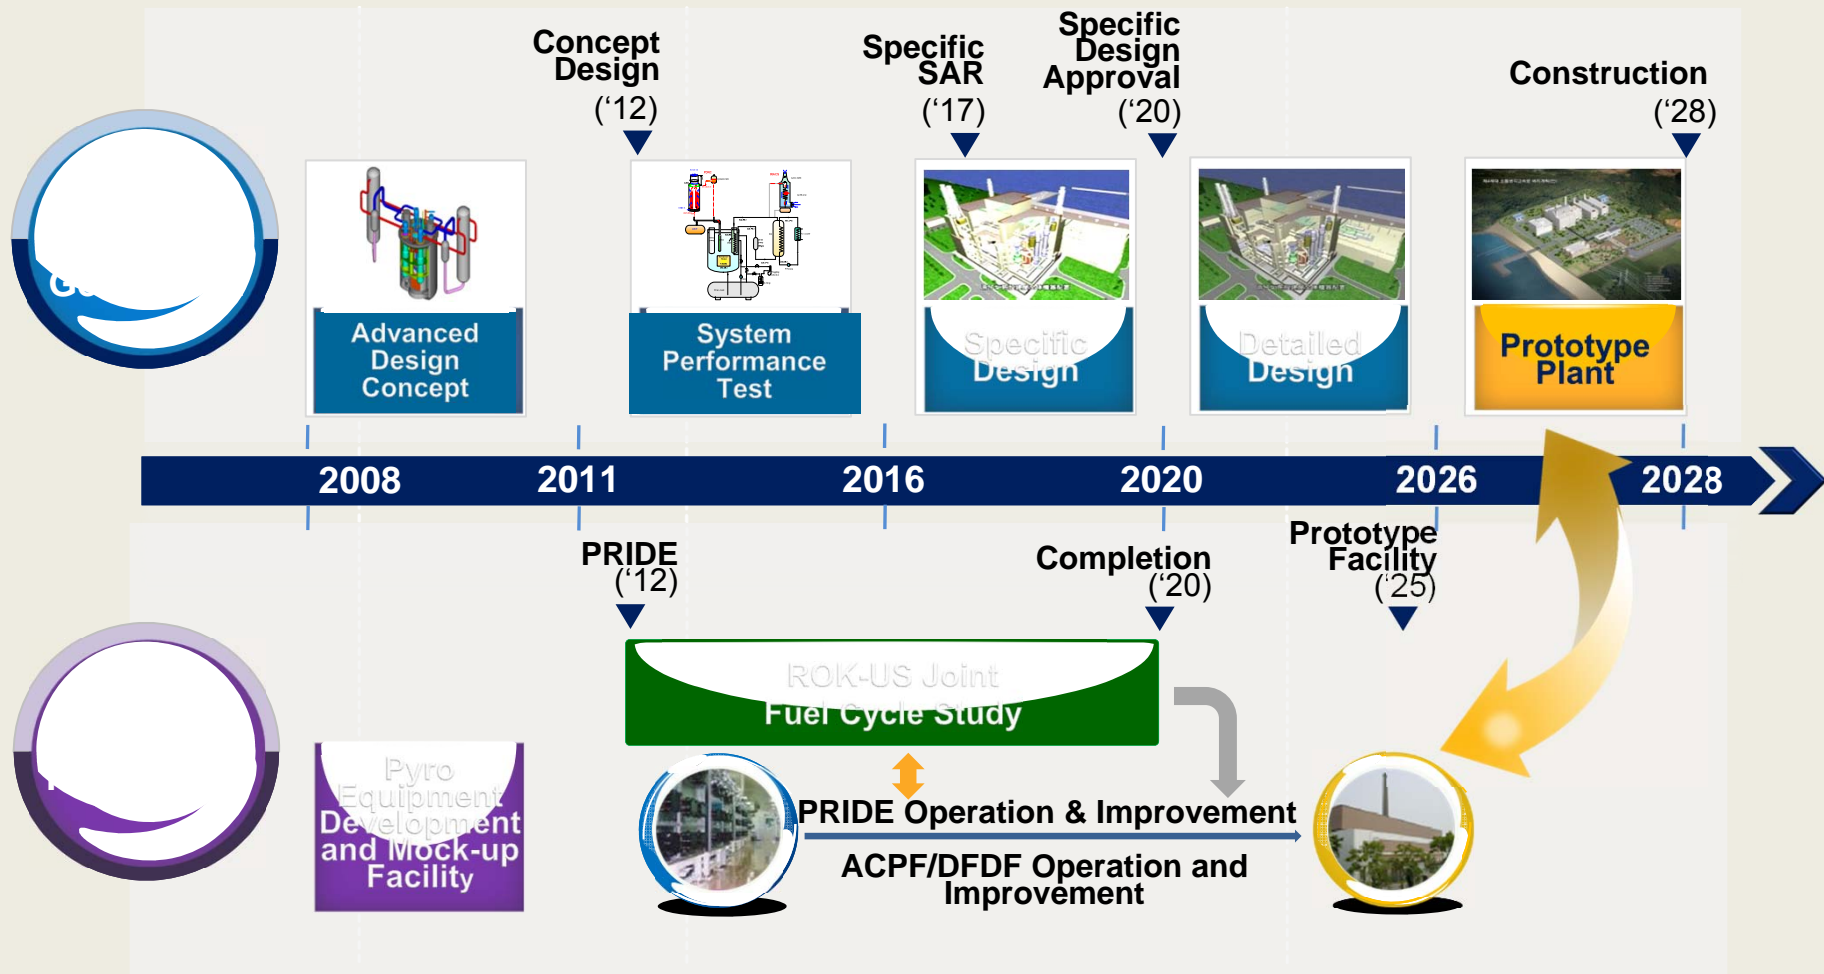 Concept
Design
(‘12)
Specific
SAR
(‘17)
Specific
Design
Approval
(‘20)
Construction
(‘28)
Advanced
Design
Concept
System
Performance
Test
Specific
Design
Detailed
Design
Prototype
Plant
2008
2011
2016
2020
2026
2028
PRIDE
(‘12)
Completion
(‘20)
Prototype
Facility
(‘25)
ROK-US Joint
Fuel Cycle Study
Pyro
Equipment
Development
and Mock-up
Facility
PRIDE Operation & Improvement
ACPF/DFDF Operation and
Improvement